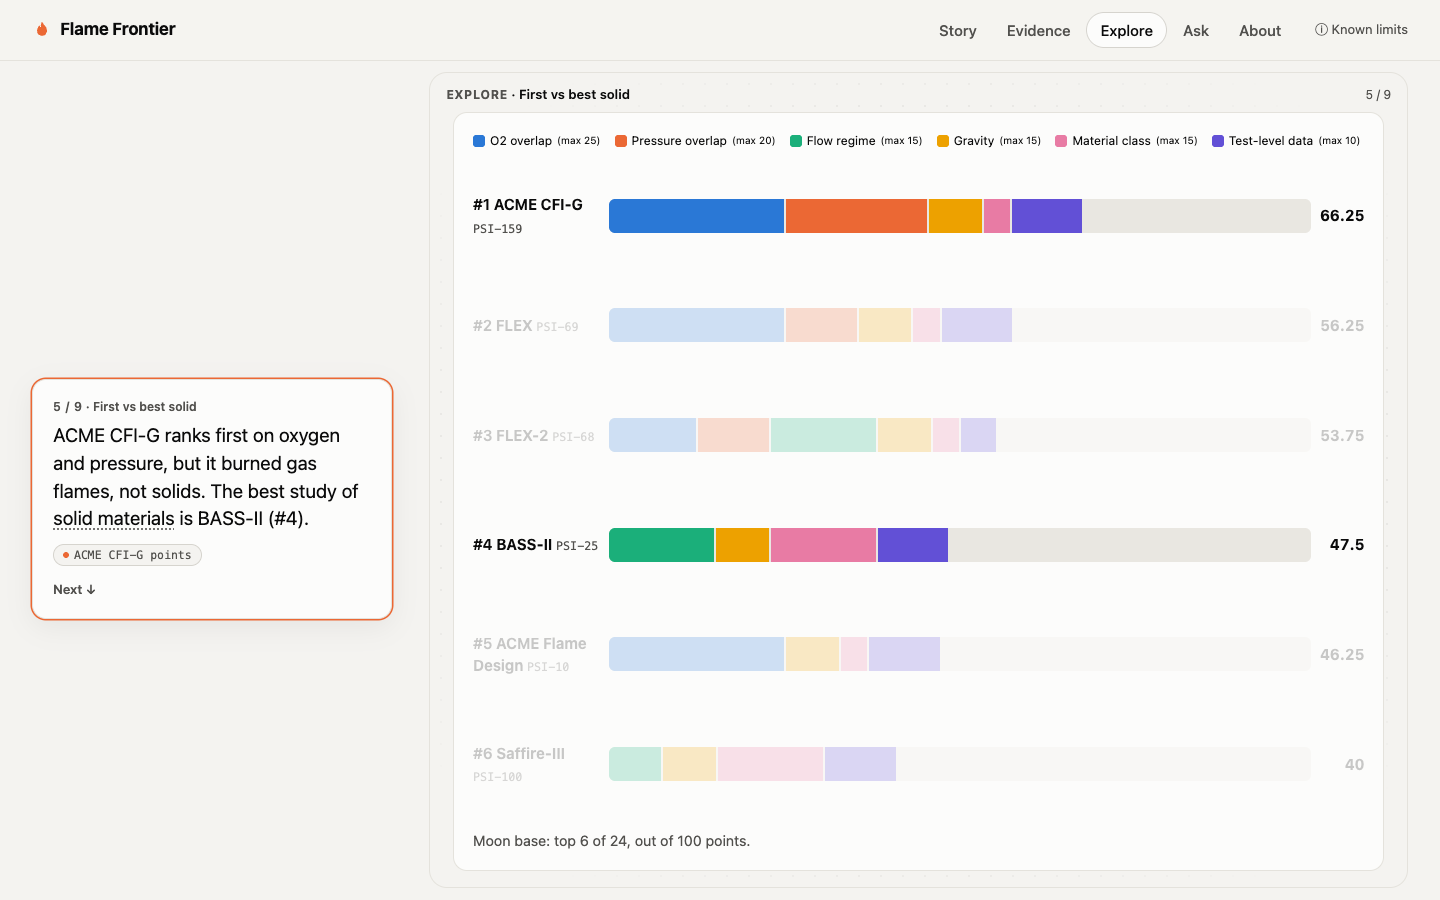 Flame Frontier
Story Evidence Explore Ask About ⓘ Known limits
EXPLORE · First vs best solid 5 / 9
O2 overlap (max 25) Pressure overlap (max 20) Flow regime (max 15) Gravity (max 15) Material class (max 15) Test-level data (max 10)
#1 ACME CFI-G
PSI-159
66.25
#2 FLEX PSI-69 56.25
#3 FLEX-2 PSI-68 53.75
#4 BASS-II PSI-25 47.5
#5 ACME Flame
Design PSI-10
46.25
#6 Saffire-III
PSI-100
40
Moon base: top 6 of 24, out of 100 points.
5 / 9 · First vs best solid
ACME CFI-G ranks first on oxygen
and pressure, but it burned gas
flames, not solids. The best study of
solid materials is BASS-II (#4).
ACME CFI-G points
Next ↓